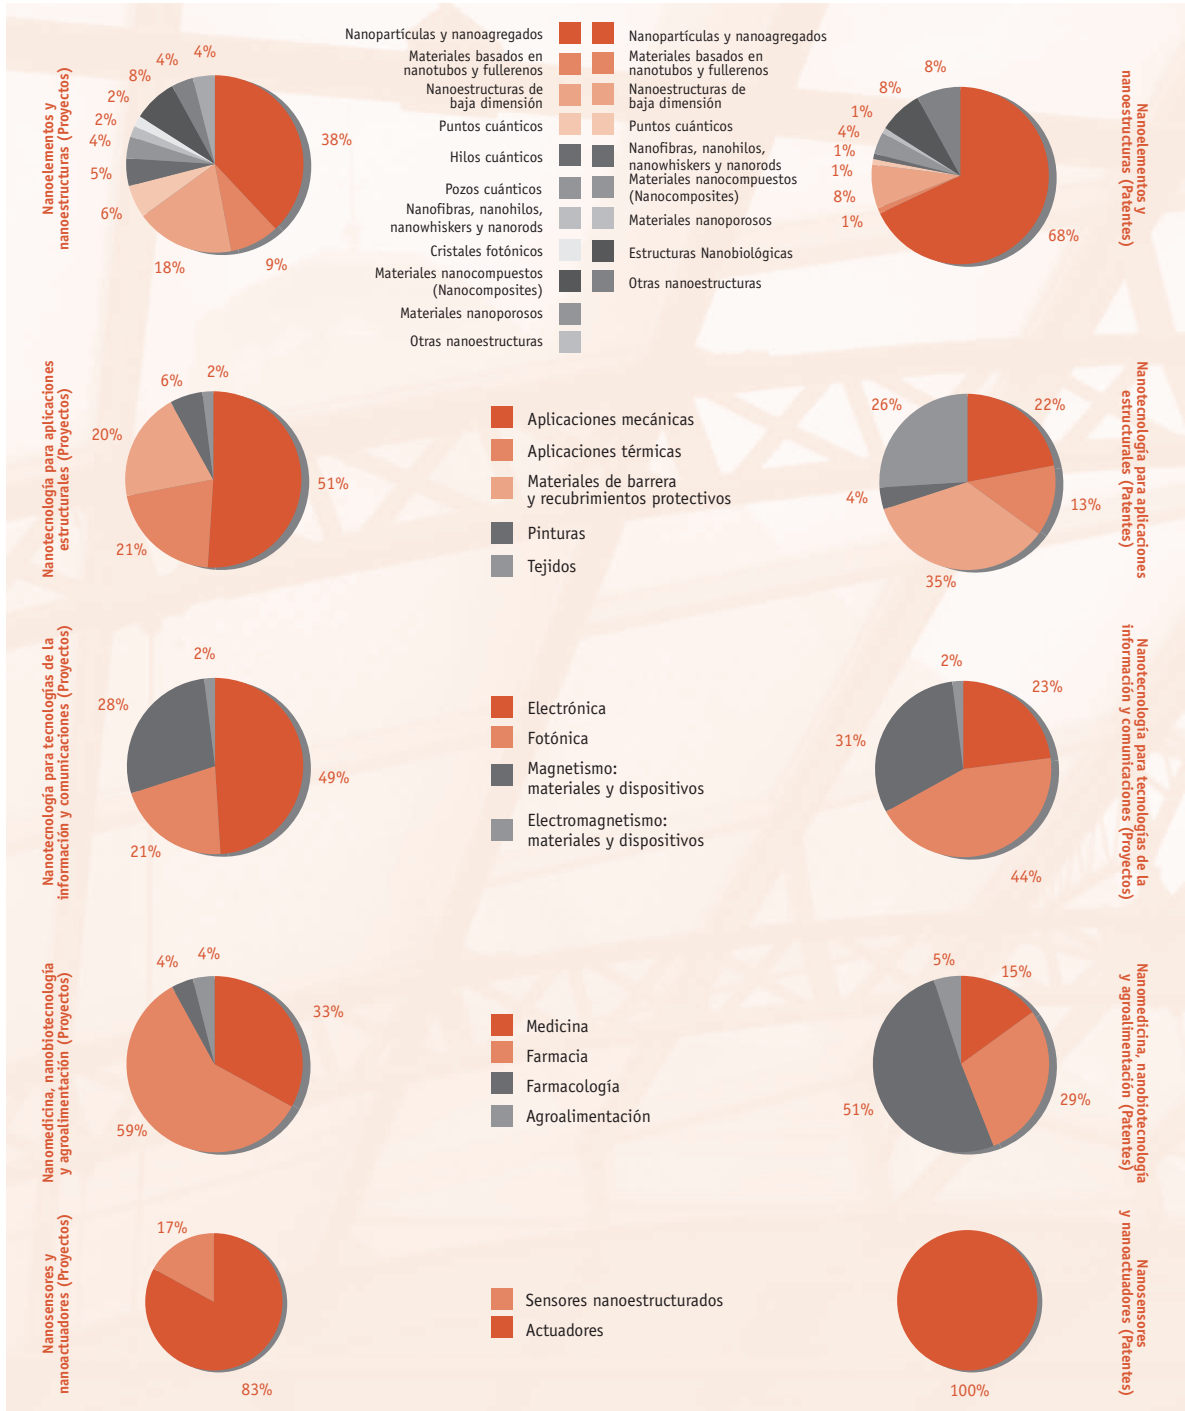 Nanoelementos y
nanoestructuras (Proyectos)
4%
4%
8%
2%
2%
4%
5%
6%
18%
9%
38%
Nanopartículas y nanoagregados
Materiales basados en
nanotubos y fullerenos
Nanoestructuras de
baja dimensión
Puntos cuánticos
Hilos cuánticos
Pozos cuánticos
Nanofibras, nanohilos,
nanowhiskers y nanorods
Cristales fotónicos
Materiales nanocompuestos
(Nanocomposites)
Materiales nanoporosos
Otras nanoestructuras
Nanopartículas y nanoagregados
Materiales basados en
nanotubos y fullerenos
Nanoestructuras de
baja dimensión
Puntos cuánticos
Nanofibras, nanohilos,
nanowhiskers y nanorods
Materiales nanocompuestos
(Nanocomposites)
Materiales nanoporosos
Estructuras Nanobiológicas
Otras nanoestructuras
8%
8%
1%
4%
1%
1%
8%
1%
68%
Nanoelementos y
nanoestructuras (Patentes)
Nanotecnología para aplicaciones
estructurales (Proyectos)
6%
2%
20%
51%
21%
Aplicaciones mecánicas
Aplicaciones térmicas
Materiales de barrera
y recubrimientos protectivos
Pinturas
Tejidos
26%
22%
4%
13%
35%
Nanotecnología para aplicaciones
estructurales (Patentes)
Nanotecnología para tecnologías de la
información y comunicaciones (Proyectos)
2%
28%
49%
21%
Electrónica
Fotónica
Magnetismo:
materiales y dispositivos
Electromagnetismo:
materiales y dispositivos
2%
23%
31%
44%
Nanotecnología para tecnologías de la
información y comunicaciones (Proyectos)
Nanomedicina, nanobiotecnología
y agroalimentación (Proyectos)
4%
4%
33%
59%
Medicina
Farmacia
Farmacología
Agroalimentación
5%
15%
51%
29%
Nanomedicina, nanobiotecnología
y agroalimentación (Patentes)
Nanosensores y
nanoactuadores (Proyectos)
17%
83%
Sensores nanoestructurados
Actuadores
100%
Nanosensores
y nanoactuadores (Patentes)